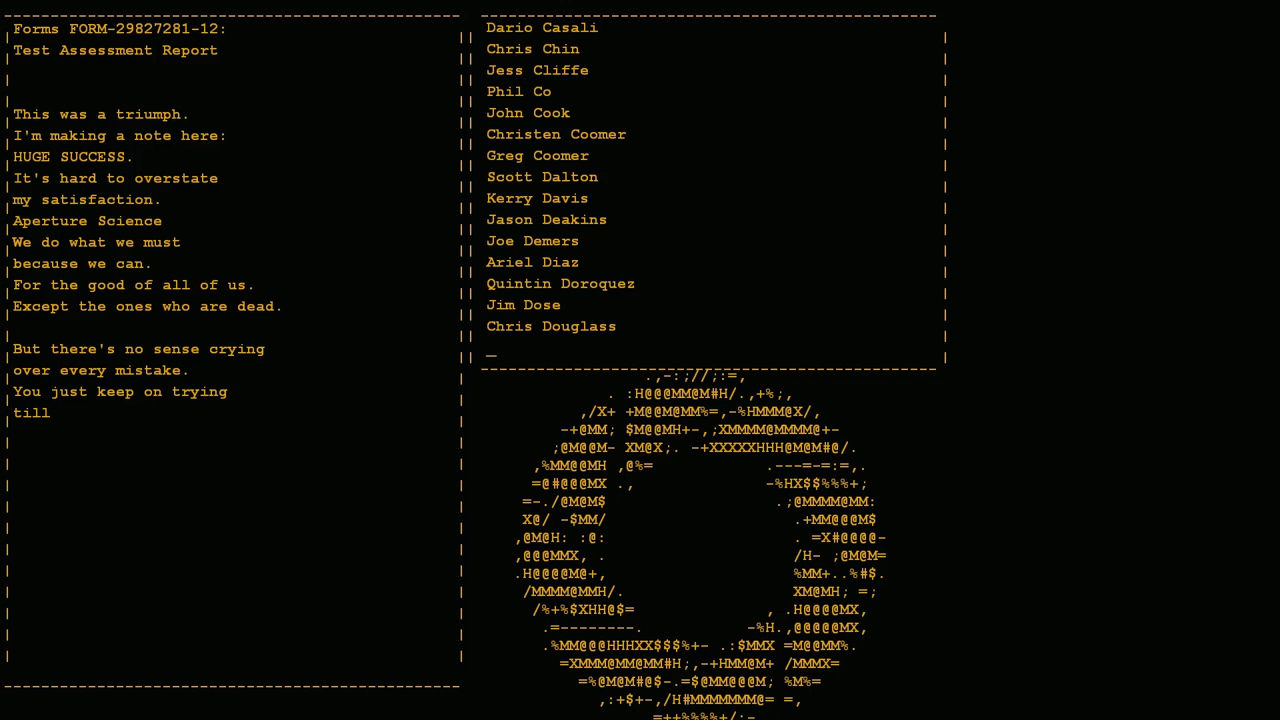 Forms FORM-29827281-12:
Test Assessment Report
This was a triumph.
I'm making a note here:
HUGE SUCCESS.
It's hard to overstate
my satisfaction.
Aperture Science
We do what we must
because we can.
For the good of all of us.
Except the ones who are dead.
But there's no sense crying
over every mistake.
You just keep on trying
till
Dario Casali
Chris Chin
Jess Cliffe
Phil Co
John Cook
Christen Coomer
Greg Coomer
Scott Dalton
Kerry Davis
Jason Deakins
Joe Demers
Ariel Diaz
Quintin Doroquez
Jim Dose
Chris Douglass